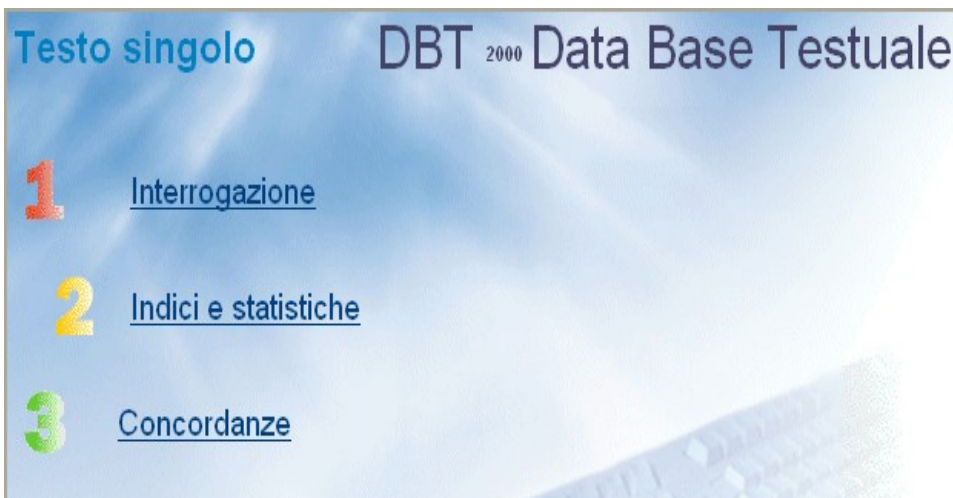 Testo singolo DBT 2000 Data Base Testuale
1 Interrogazione
2 Indici e statistiche
3 Concordanze